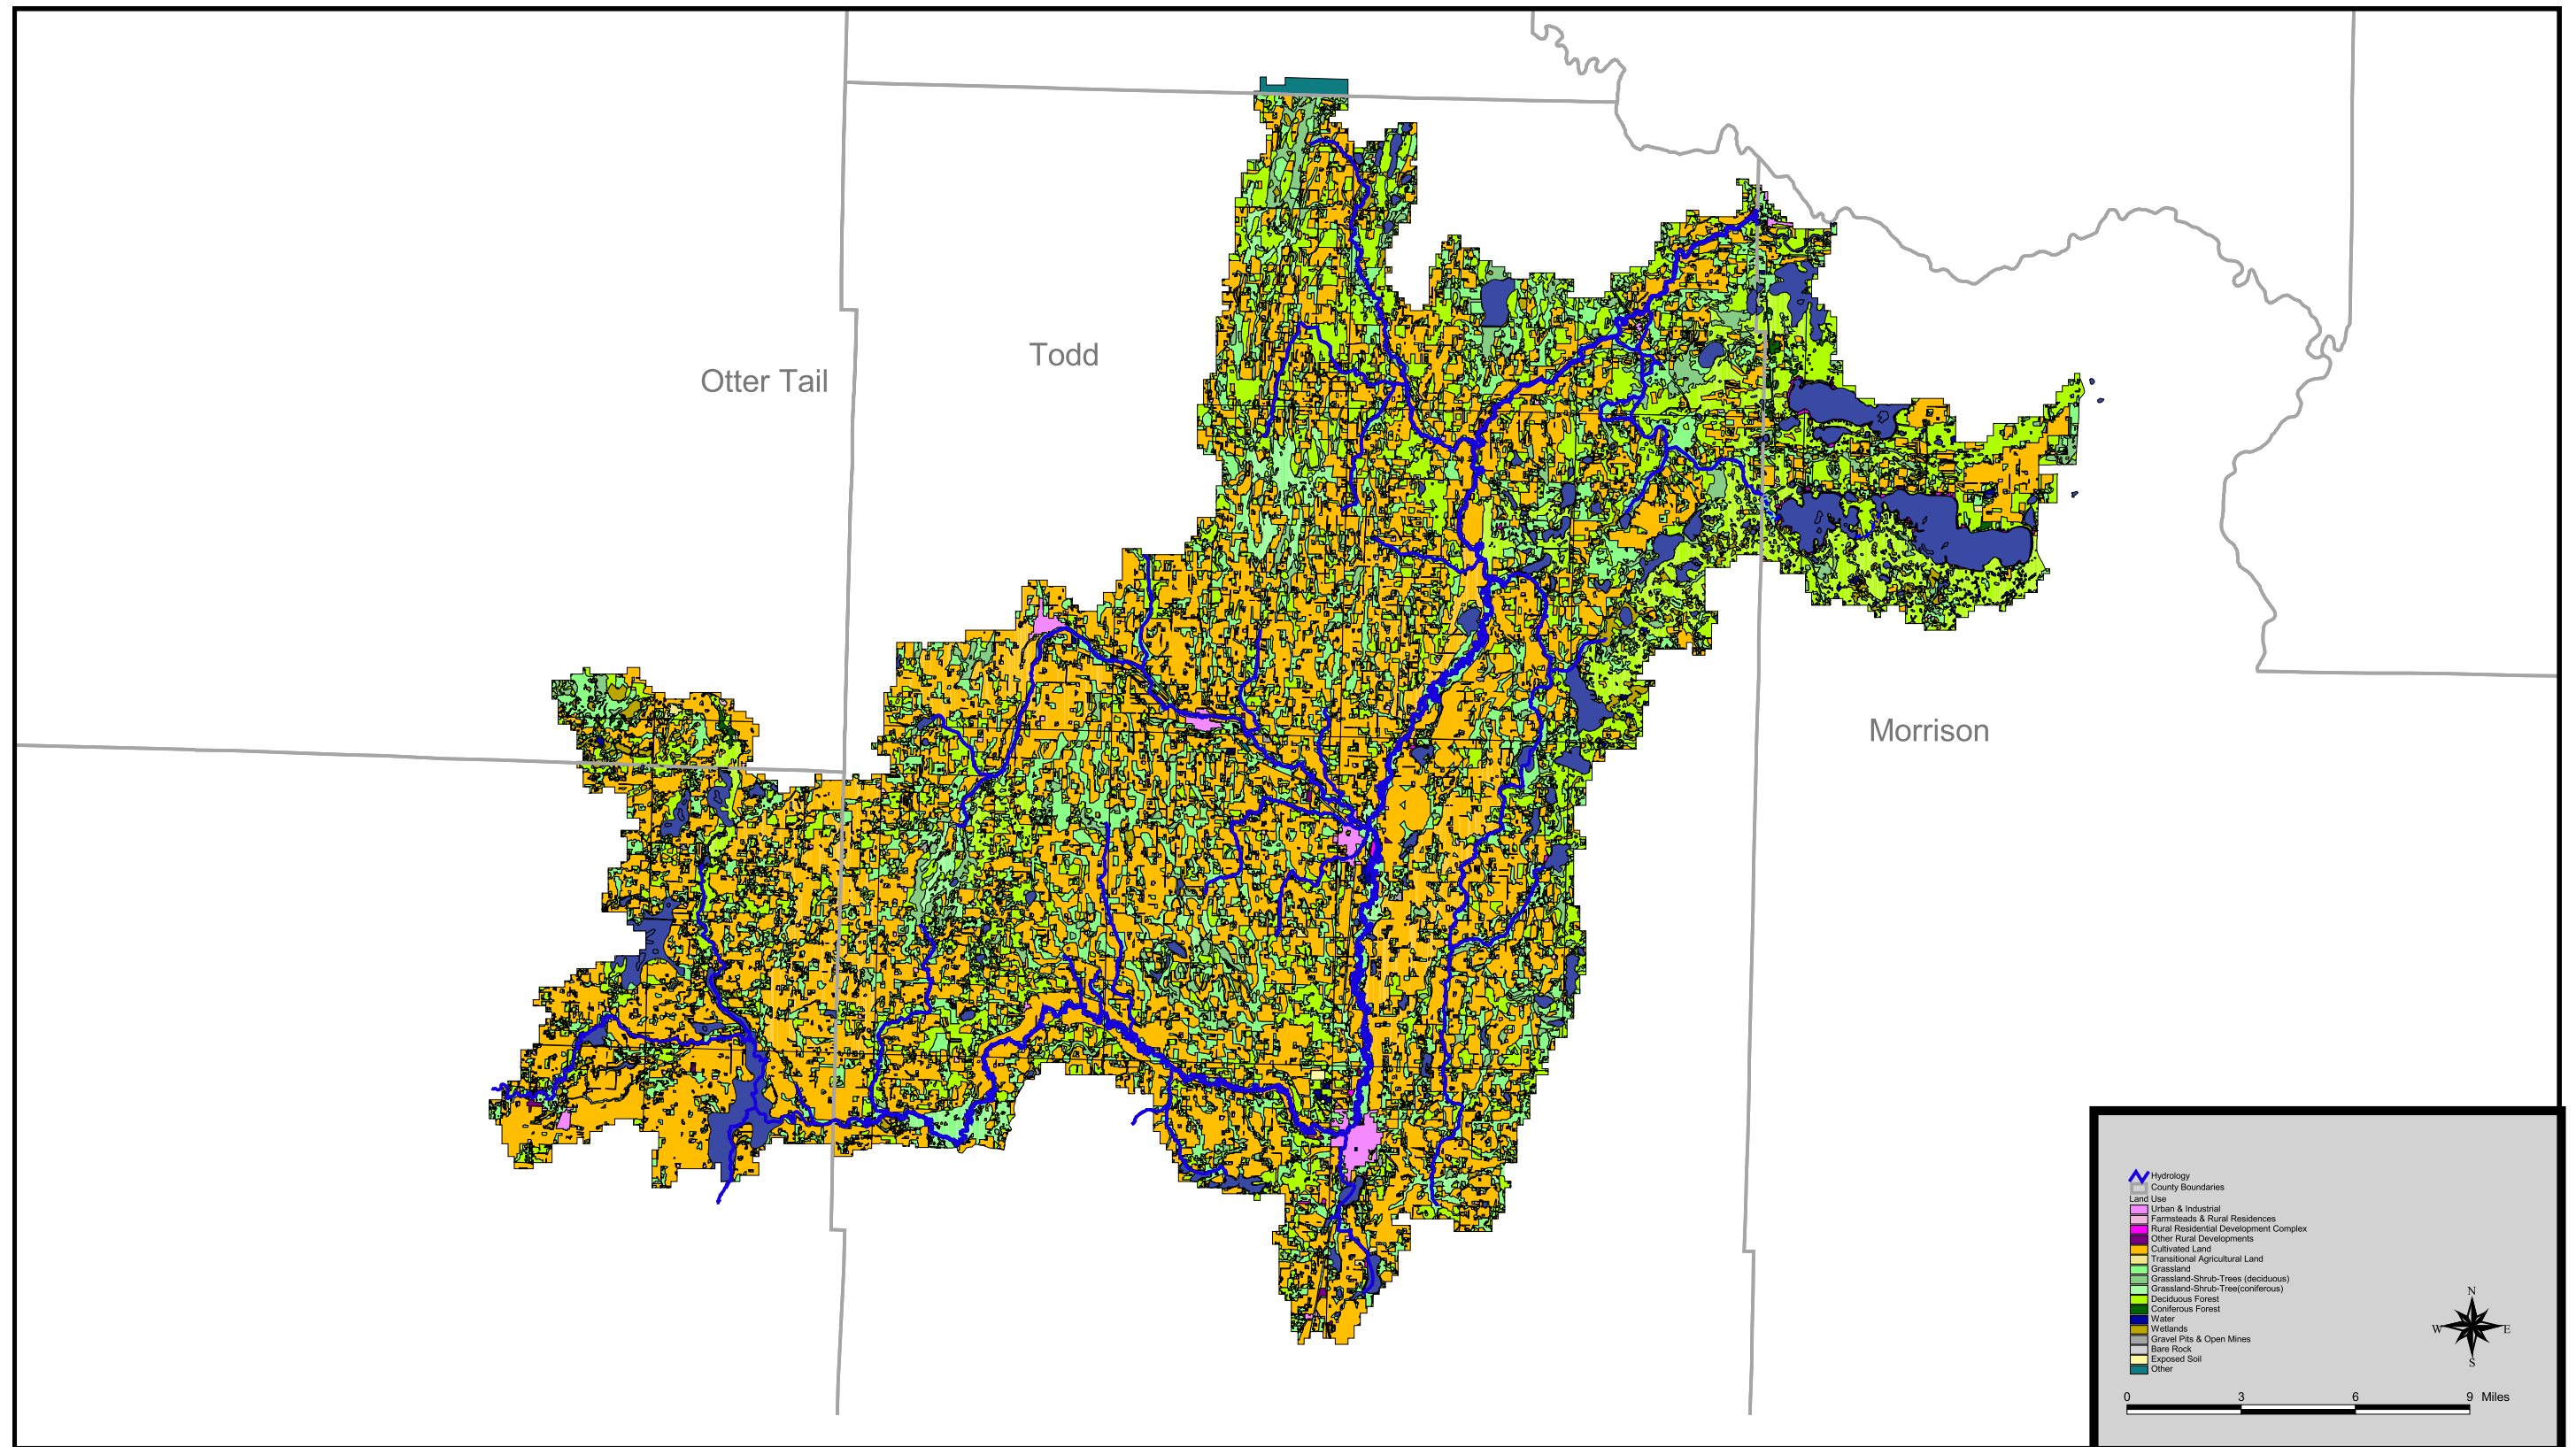 Todd
Otter Tail
Morrison
Hydrology
County Boundaries
Land Use
Urban & Industrial
Farmsteads & Rural Residences
Rural Residential Development Complex
Other Rural Developments
Cultivated Land
Transitional Agricultural Land
Grassland
Grassland-Shrub-Trees (deciduous)
Grassland-Shrub-Tree(coniferous)
Deciduous Forest
Coniferous Forest
Water
Wetlands
Gravel Pits & Open Mines
Bare Rock
Exposed Soil
Other
N
W E
S
0 3 6 9 Miles